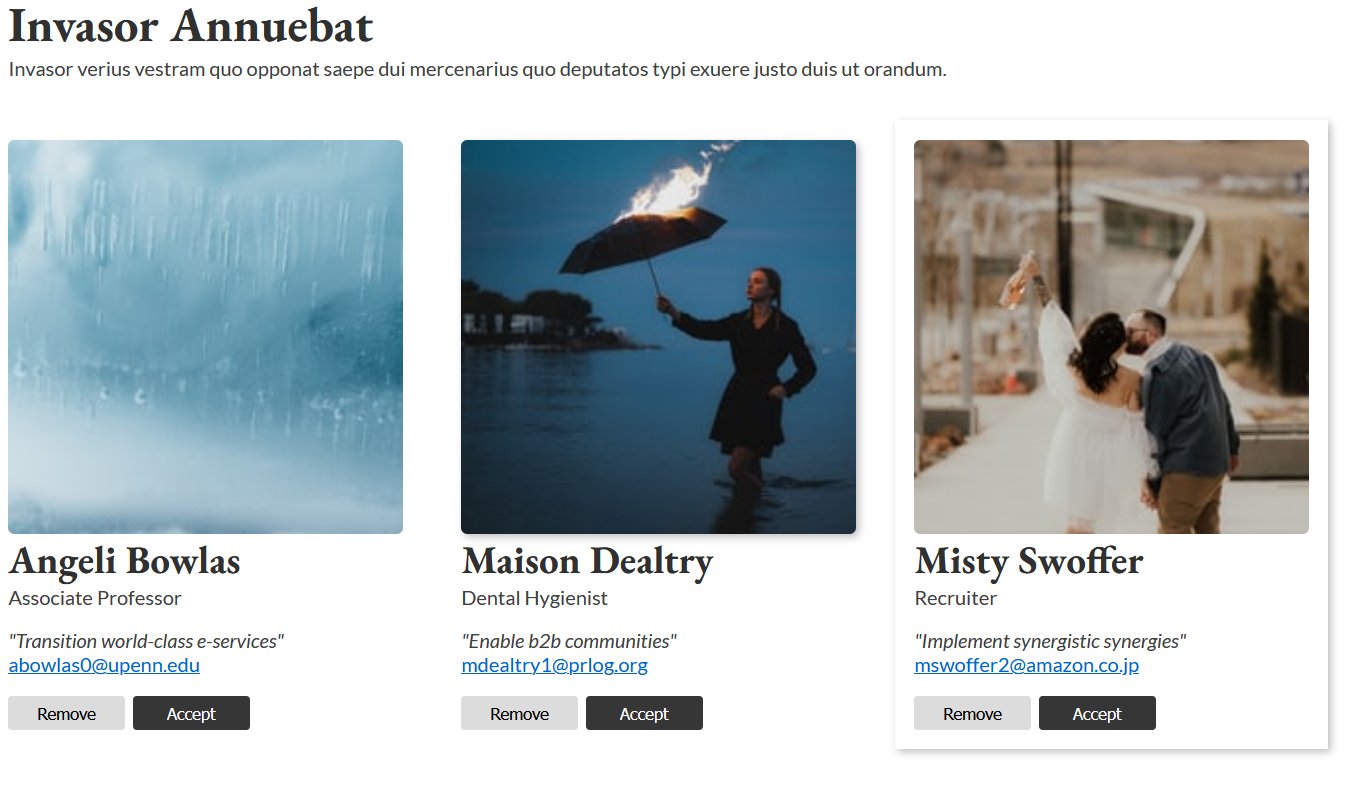 Invasor Annuebat
Invasor verius vestram quo opponat saepe dui mercenarius quo deputatos typi exuere justo duis ut orandum.
Angeli Bowlas
Associate Professor
"Transition world-class e-services"
abowlas0@upenn.edu
Remove
Accept
Maison Dealtry
Dental Hygienist
"Enable b2b communities"
mdealtry1@prlog.org
Remove
Accept
Misty Swoffer
Recruiter
"Implement synergistic synergies"
mswoffer2@amazon.co.jp
Remove
Accept